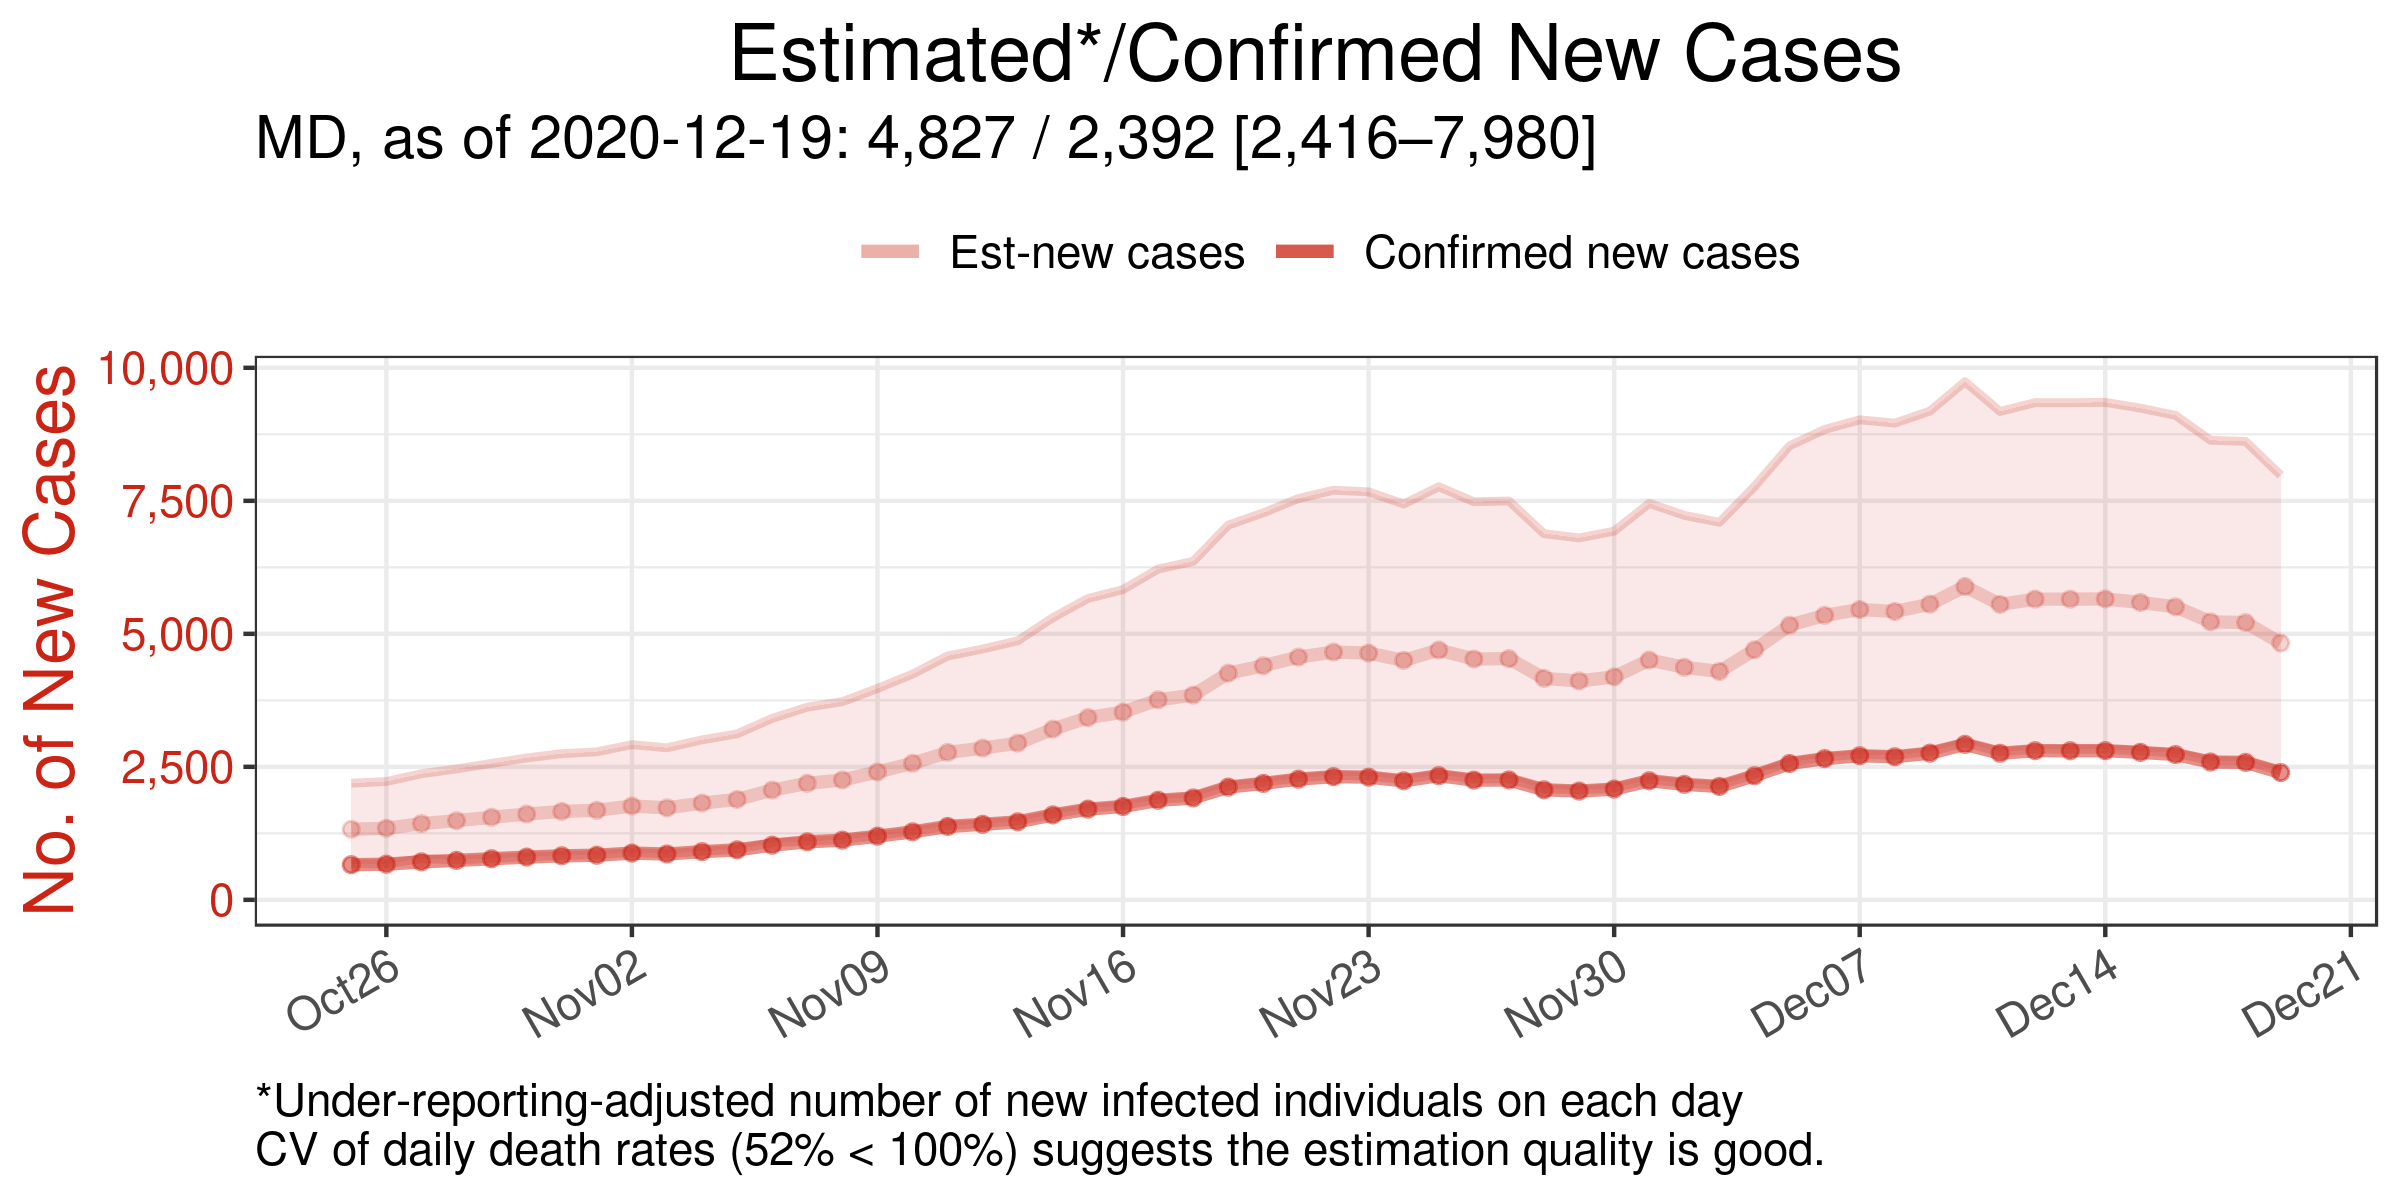 Estimated*/Confirmed New Cases
MD, as of 2020-12-19: 4,827 / 2,392 [2,416–7,980]
Est-new cases Confirmed new cases
No. of New Cases
10,000
7,500
5,000
2,500
0
Oct26 Nov02 Nov09 Nov16 Nov23 Nov30 Dec07 Dec14 Dec21
*Under-reporting-adjusted number of new infected individuals on each day
CV of daily death rates (52% < 100%) suggests the estimation quality is good.